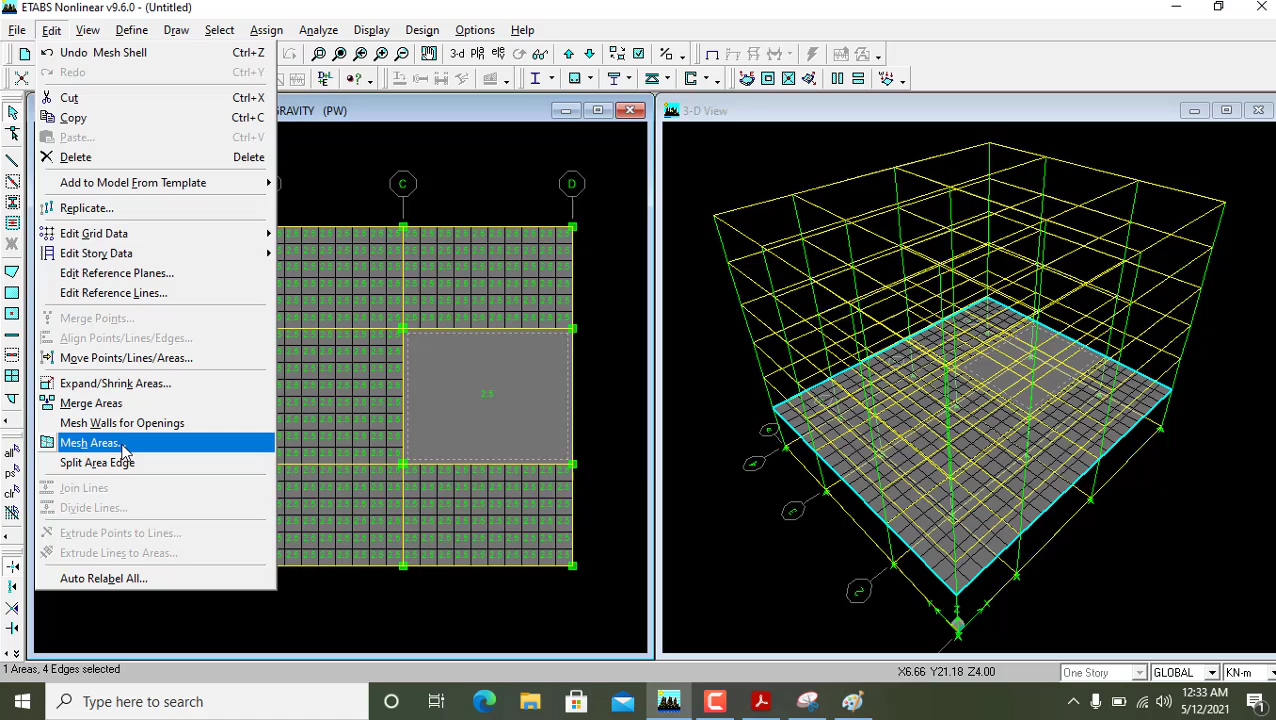 ETABS Nonlinear v9.6.0 - (Untitled)
File Edit View Define Draw Select Assign Analyze Display Design Options Help
Undo Mesh Shell Ctrl+Z
Redo Ctrl+Y
Cut Ctrl+X
Copy Ctrl+C
Paste... Ctrl+V
Delete Delete
Add to Model From Template
Replicate...
Edit Grid Data
Edit Story Data
Edit Reference Planes...
Edit Reference Lines...
Merge Points...
Align Points/Lines/Edges...
Move Points/Lines/Areas...
Expand/Shrink Areas...
Merge Areas
Mesh Walls for Openings
Mesh Areas...
Split Area Edge
Join Lines
Divide Lines...
Extrude Points to Lines...
Extrude Lines to Areas...
Auto Relabel All...
3-d
all
ps
clr
GRAVITY (PW)
C D
2.5
3-D View
Z
1 Areas, 4 Edges selected
X6.66 Y21.18 Z4.00
One Story
GLOBAL
KN-m
Type here to search
12:33 AM
5/12/2021